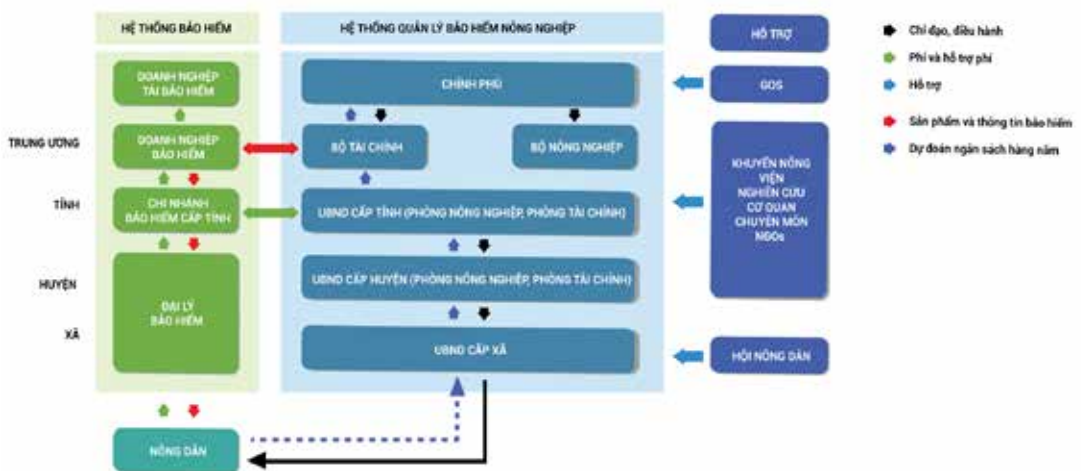 HỆ THỐNG BẢO HIỂM
HỆ THỐNG QUẢN LÝ BẢO HIỂM NÔNG NGHIỆP
HỖ TRỢ
Chỉ đạo, điều hành
Phí và hỗ trợ phí
Hỗ trợ
Sản phẩm và thông tin bảo hiểm
Dự đoán ngân sách hàng năm
DOANH NGHIỆP
TÁI BẢO HIỂM
CHÍNH PHỦ
GOS
TRUNG ƯƠNG
DOANH NGHIỆP
BẢO HIỂM
BỘ TÀI CHÍNH
BỘ NÔNG NGHIỆP
KHUYẾN NÔNG
VIỆN
NGHIÊN CỨU
CƠ QUAN
CHUYÊN MÔN
NGOs
TỈNH
CHI NHÁNH
BẢO HIỂM CẤP TỈNH
UBND CẤP TỈNH (PHÒNG NÔNG NGHIỆP, PHÒNG TÀI CHÍNH)
HUYỆN
UBND CẤP HUYỆN (PHÒNG NÔNG NGHIỆP, PHÒNG TÀI CHÍNH)
ĐẠI LÝ
BẢO HIỂM
XÃ
UBND CẤP XÃ
HỘI NÔNG DÂN
NÔNG DÂN